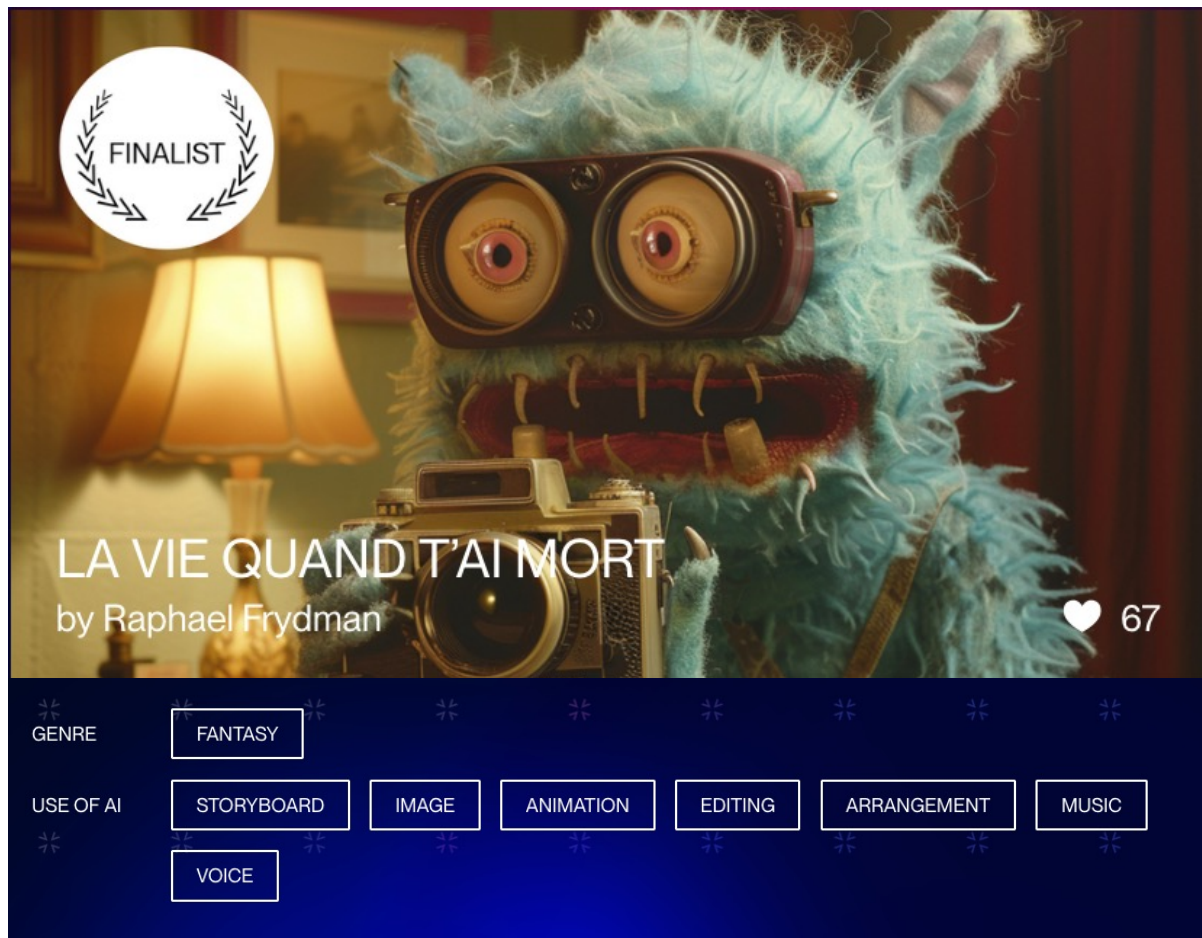 FINALIST
LA VIE QUAND T’AI MORT
by Raphael Frydman
67
GENRE
FANTASY
USE OF AI
STORYBOARD
IMAGE
ANIMATION
EDITING
ARRANGEMENT
MUSIC
VOICE